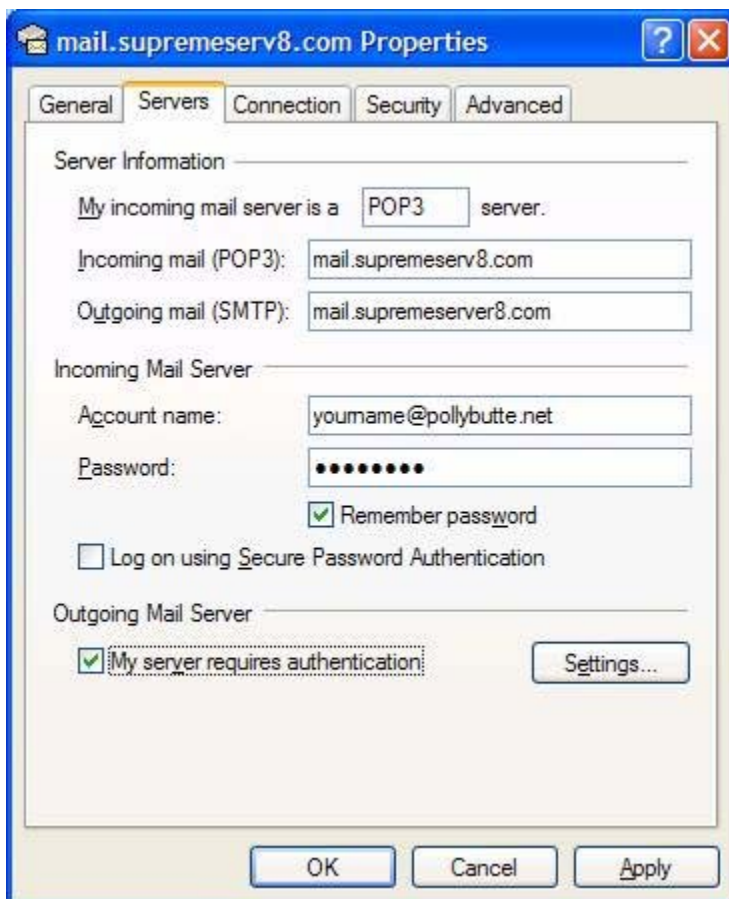 mail.supremeserv8.com Properties
General Servers Connection Security Advanced
Server Information
My incoming mail server is a POP3 server.
Incoming mail (POP3): mail.supremeserv8.com
Outgoing mail (SMTP): mail.supremeserver8.com
Incoming Mail Server
Account name: yourname@pollybutte.net
Password: ●●●●●●●●
Remember password
Log on using Secure Password Authentication
Outgoing Mail Server
My server requires authentication Settings...
OK Cancel Apply